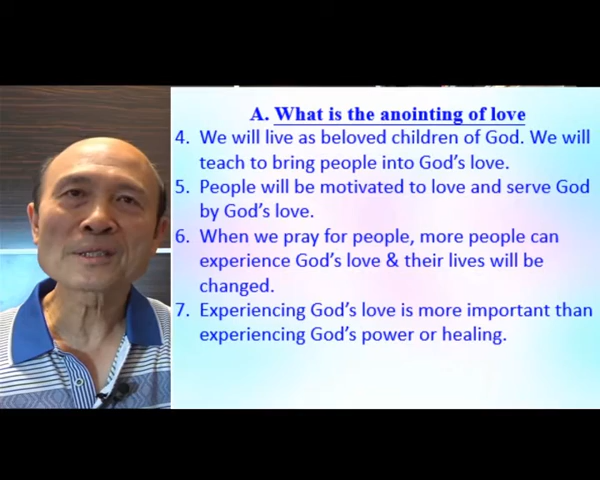 A. What is the anointing of love
4. We will live as beloved children of God. We will
teach to bring people into God's love.
5. People will be motivated to love and serve God
by God's love.
6. When we pray for people, more people can
experience God's love & their lives will be
changed.
7. Experiencing God's love is more important than
experiencing God's power or healing.